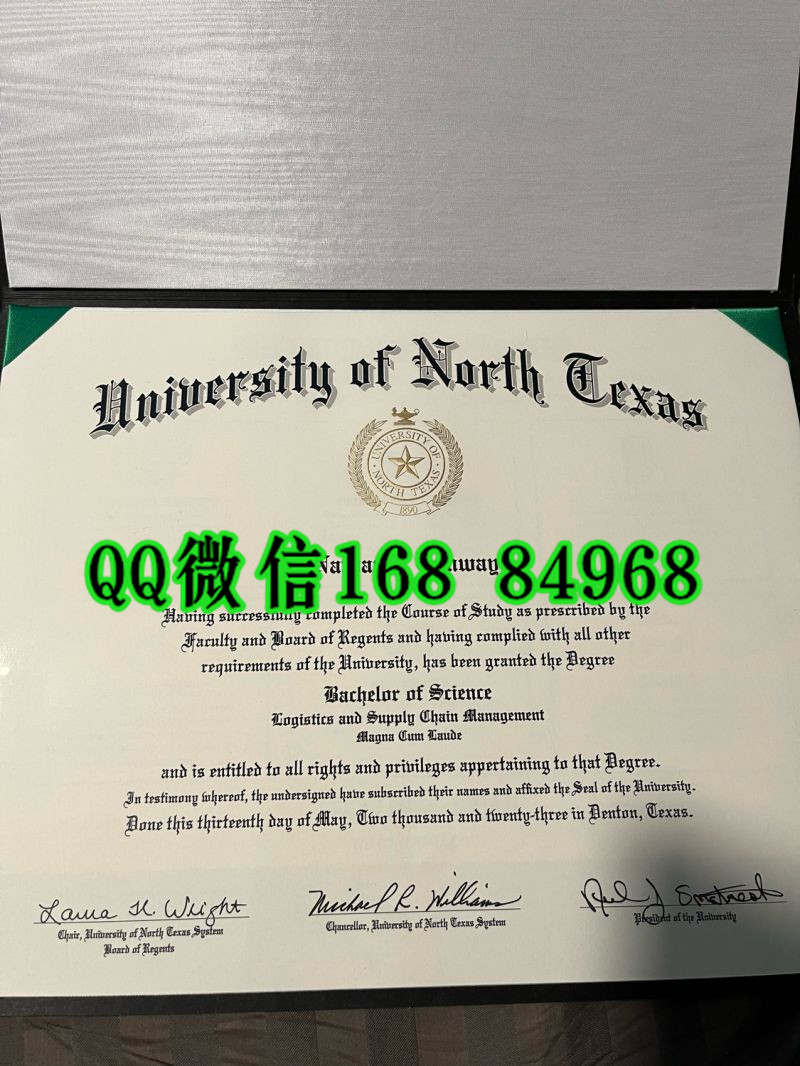 University of North Texas
UNIVERSITY OF
NORTH TEXAS
1890
QQ微信168 84968
Having successfully completed the Course of Study as prescribed by the
Faculty and Board of Regents and having complied with all other
requirements of the University, has been granted the Degree
Bachelor of Science
Logistics and Supply Chain Management
Magna Cum Laude
and is entitled to all rights and privileges appertaining to that Degree.
In testimony whereof, the undersigned have subscribed their names and affixed the Seal of the University.
Done this thirteenth day of May, Two thousand and twenty-three in Denton, Texas.
Laura H. Wright Michael R. Williams
Chair, University of North Texas System Chancellor, University of North Texas System President of the University
Board of Regents